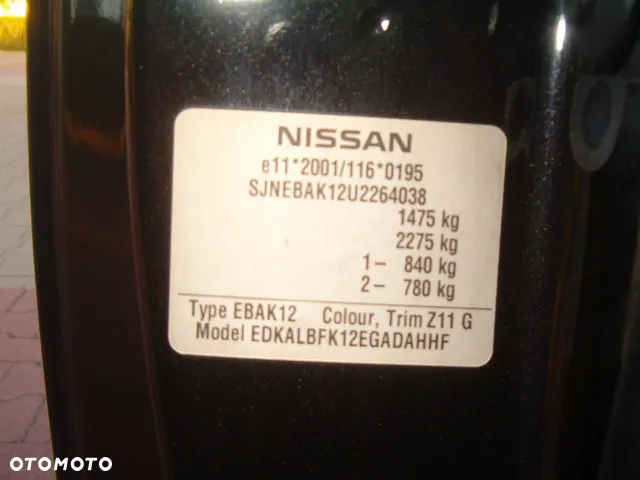 NISSAN
e11*2001/116*0195
SJNEBAK12U2264038
1475 kg
2275 kg
1– 840 kg
2– 780 kg
Type EBAK12 Colour, Trim Z11 G
Model EDKALBFK12EGADAHHF
OTOMOTO